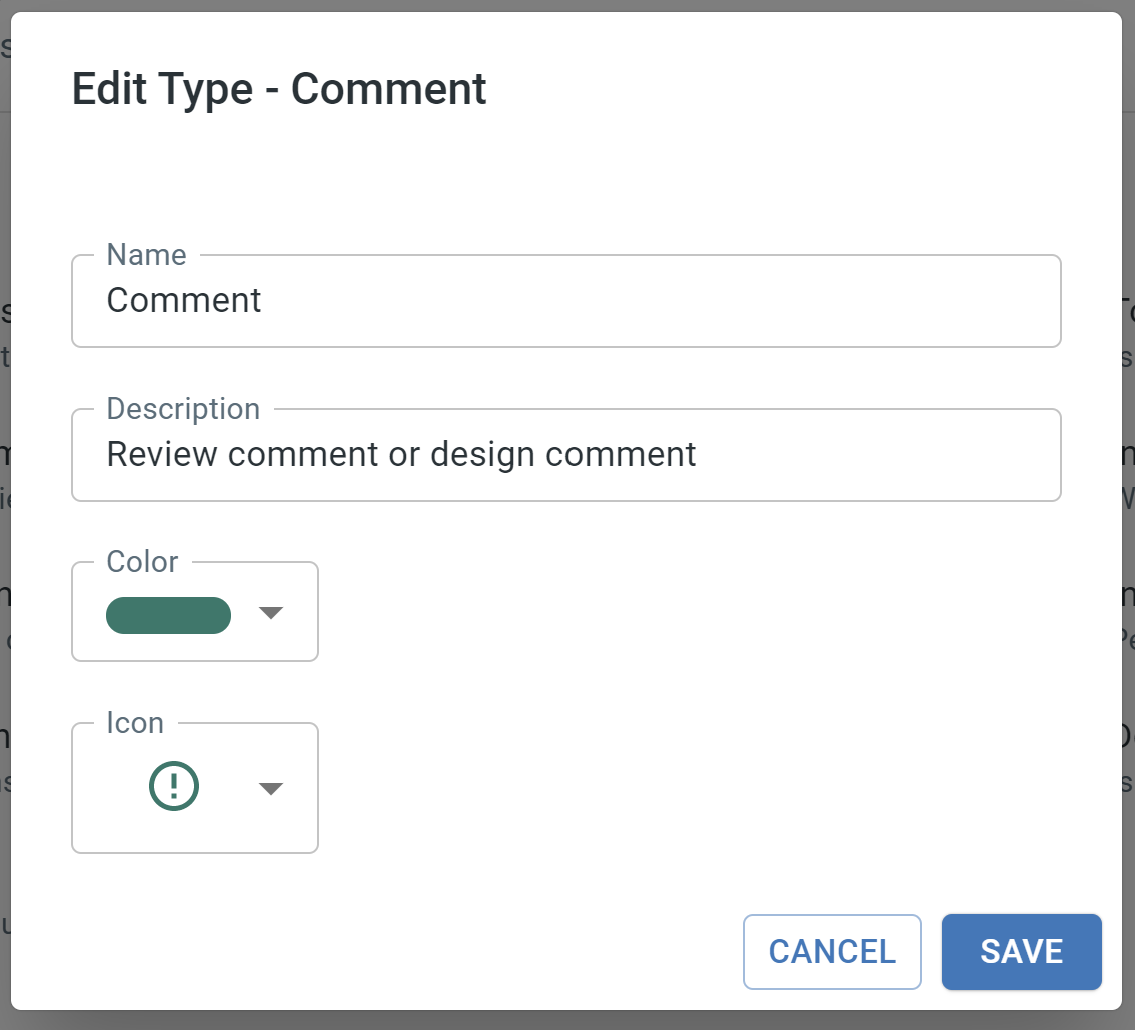 Edit Type - Comment
Name
Comment
Description
Review comment or design comment
Color
Icon
CANCEL
SAVE